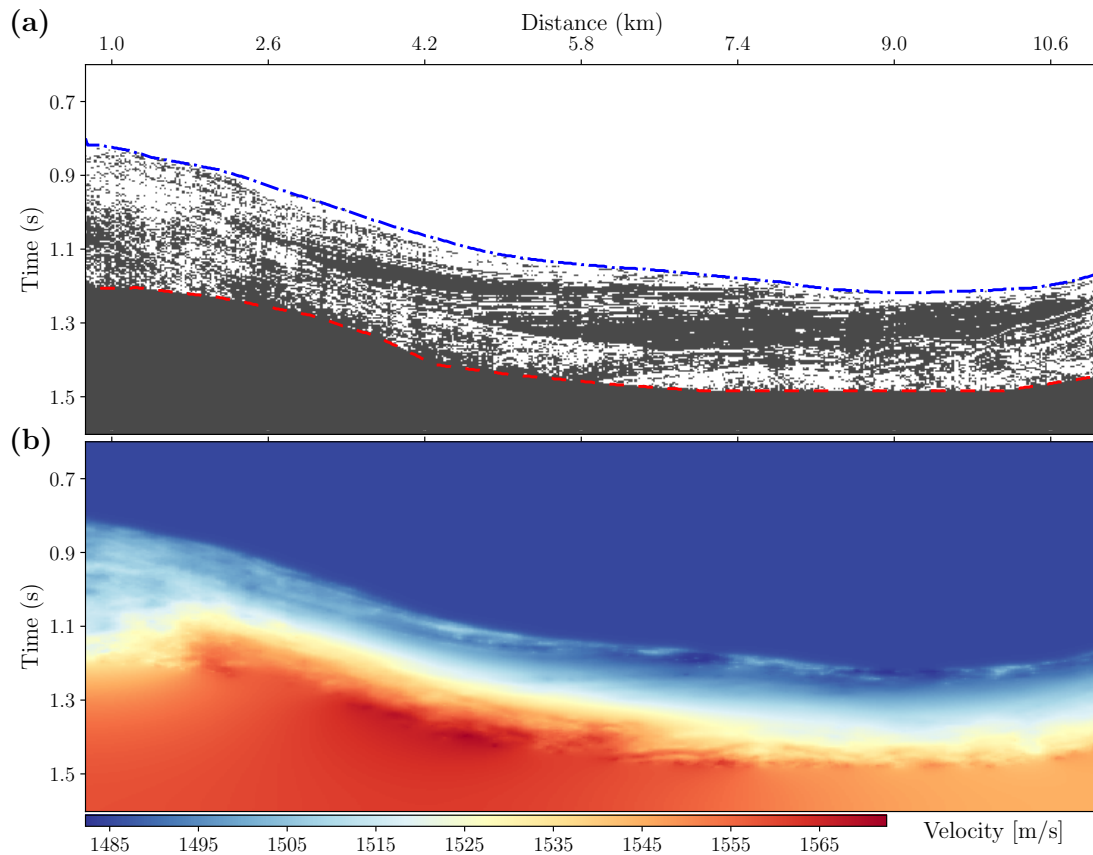 (a)
Distance (km)
1.0 2.6 4.2 5.8 7.4 9.0 10.6
Time (s)
0.7
0.9
1.1
1.3
1.5
(b)
Time (s)
0.7
0.9
1.1
1.3
1.5
1485 1495 1505 1515 1525 1535 1545 1555 1565
Velocity [m/s]